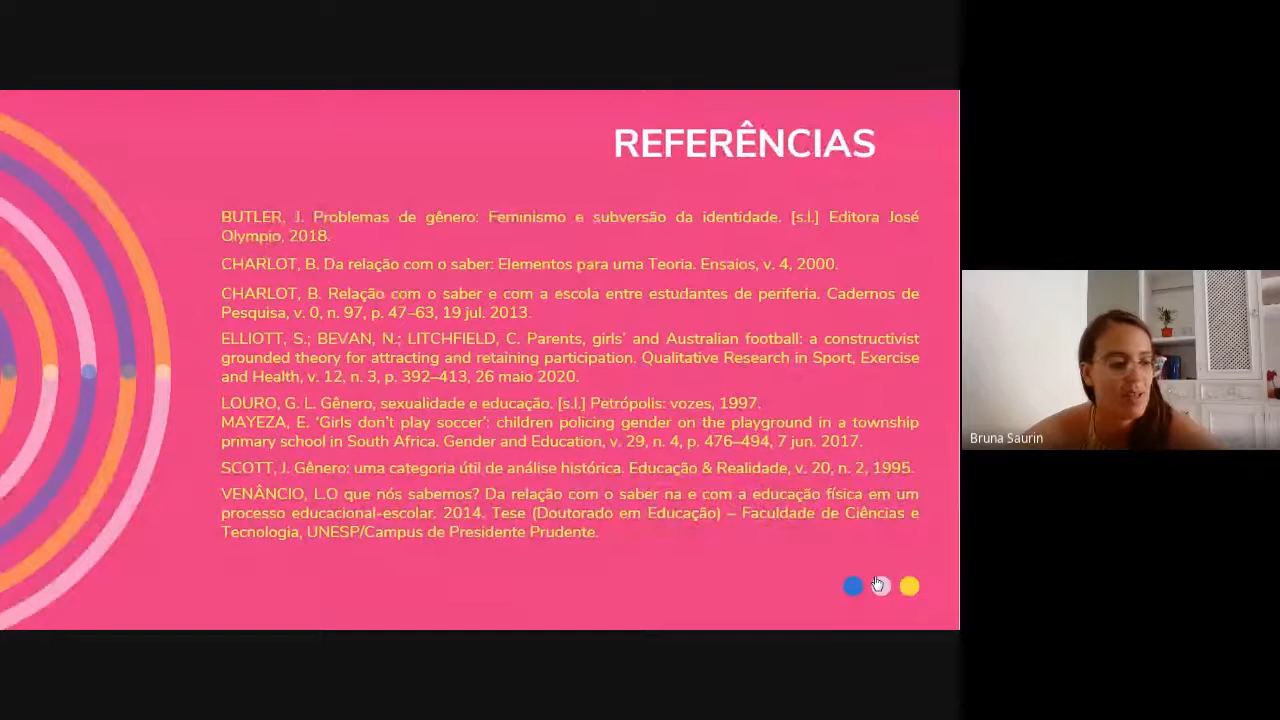 REFERÊNCIAS
BUTLER, J. Problemas de gênero: Feminismo e subversão da identidade. [s.l.] Editora José
Olympio, 2018.
CHARLOT, B. Da relação com o saber: Elementos para uma Teoria. Ensaios, v. 4, 2000.
CHARLOT, B. Relação com o saber e com a escola entre estudantes de periferia. Cadernos de
Pesquisa, v. 0, n. 97, p. 47–63, 19 jul. 2013.
ELLIOTT, S.; BEVAN, N.; LITCHFIELD, C. Parents, girls’ and Australian football: a constructivist
grounded theory for attracting and retaining participation. Qualitative Research in Sport, Exercise
and Health, v. 12, n. 3, p. 392–413, 26 maio 2020.
LOURO, G. L. Gênero, sexualidade e educação. [s.l.] Petrópolis: vozes, 1997.
MAYEZA, E. ‘Girls don’t play soccer’: children policing gender on the playground in a township
primary school in South Africa. Gender and Education, v. 29, n. 4, p. 476–494, 7 jun. 2017.
SCOTT, J. Gênero: uma categoria útil de análise histórica. Educação & Realidade, v. 20, n. 2, 1995.
VENÂNCIO, L.O que nós sabemos? Da relação com o saber na e com a educação física em um
processo educacional-escolar. 2014. Tese (Doutorado em Educação) – Faculdade de Ciências e
Tecnologia, UNESP/Campus de Presidente Prudente.
Bruna Saurin